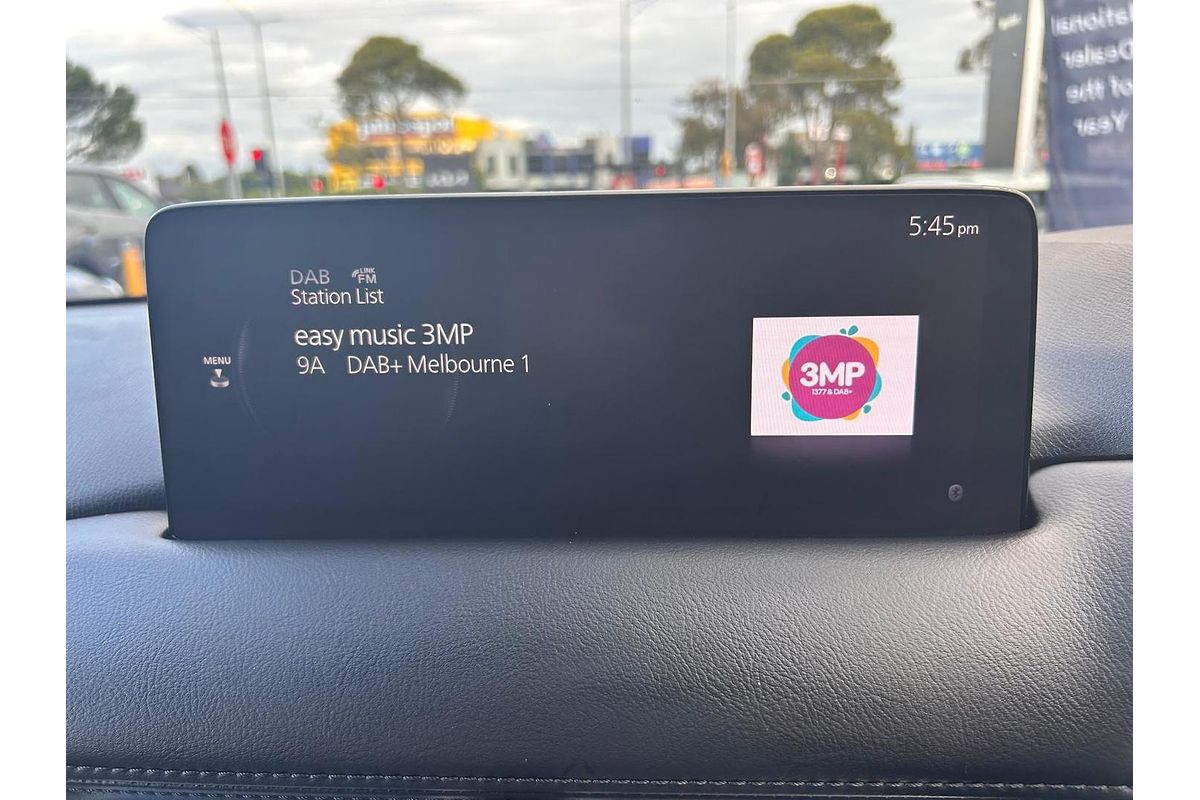 5:45 pm
DAB LINK FM
Station List
easy music 3MP
MENU
9A DAB+ Melbourne 1
3MP
1377 & DAB+